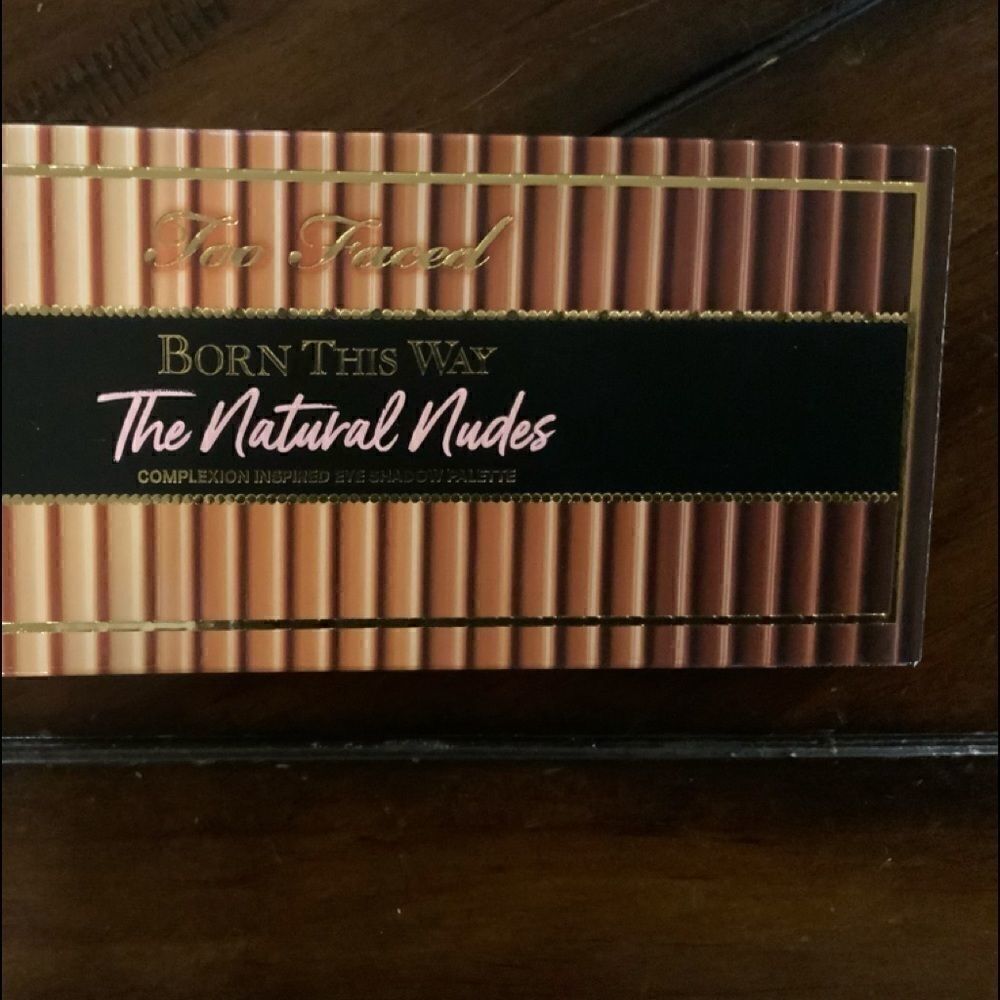 Too Faced
BORN THIS WAY
The Natural Nudes
COMPLEXION INSPIRED EYE SHADOW PALETTE